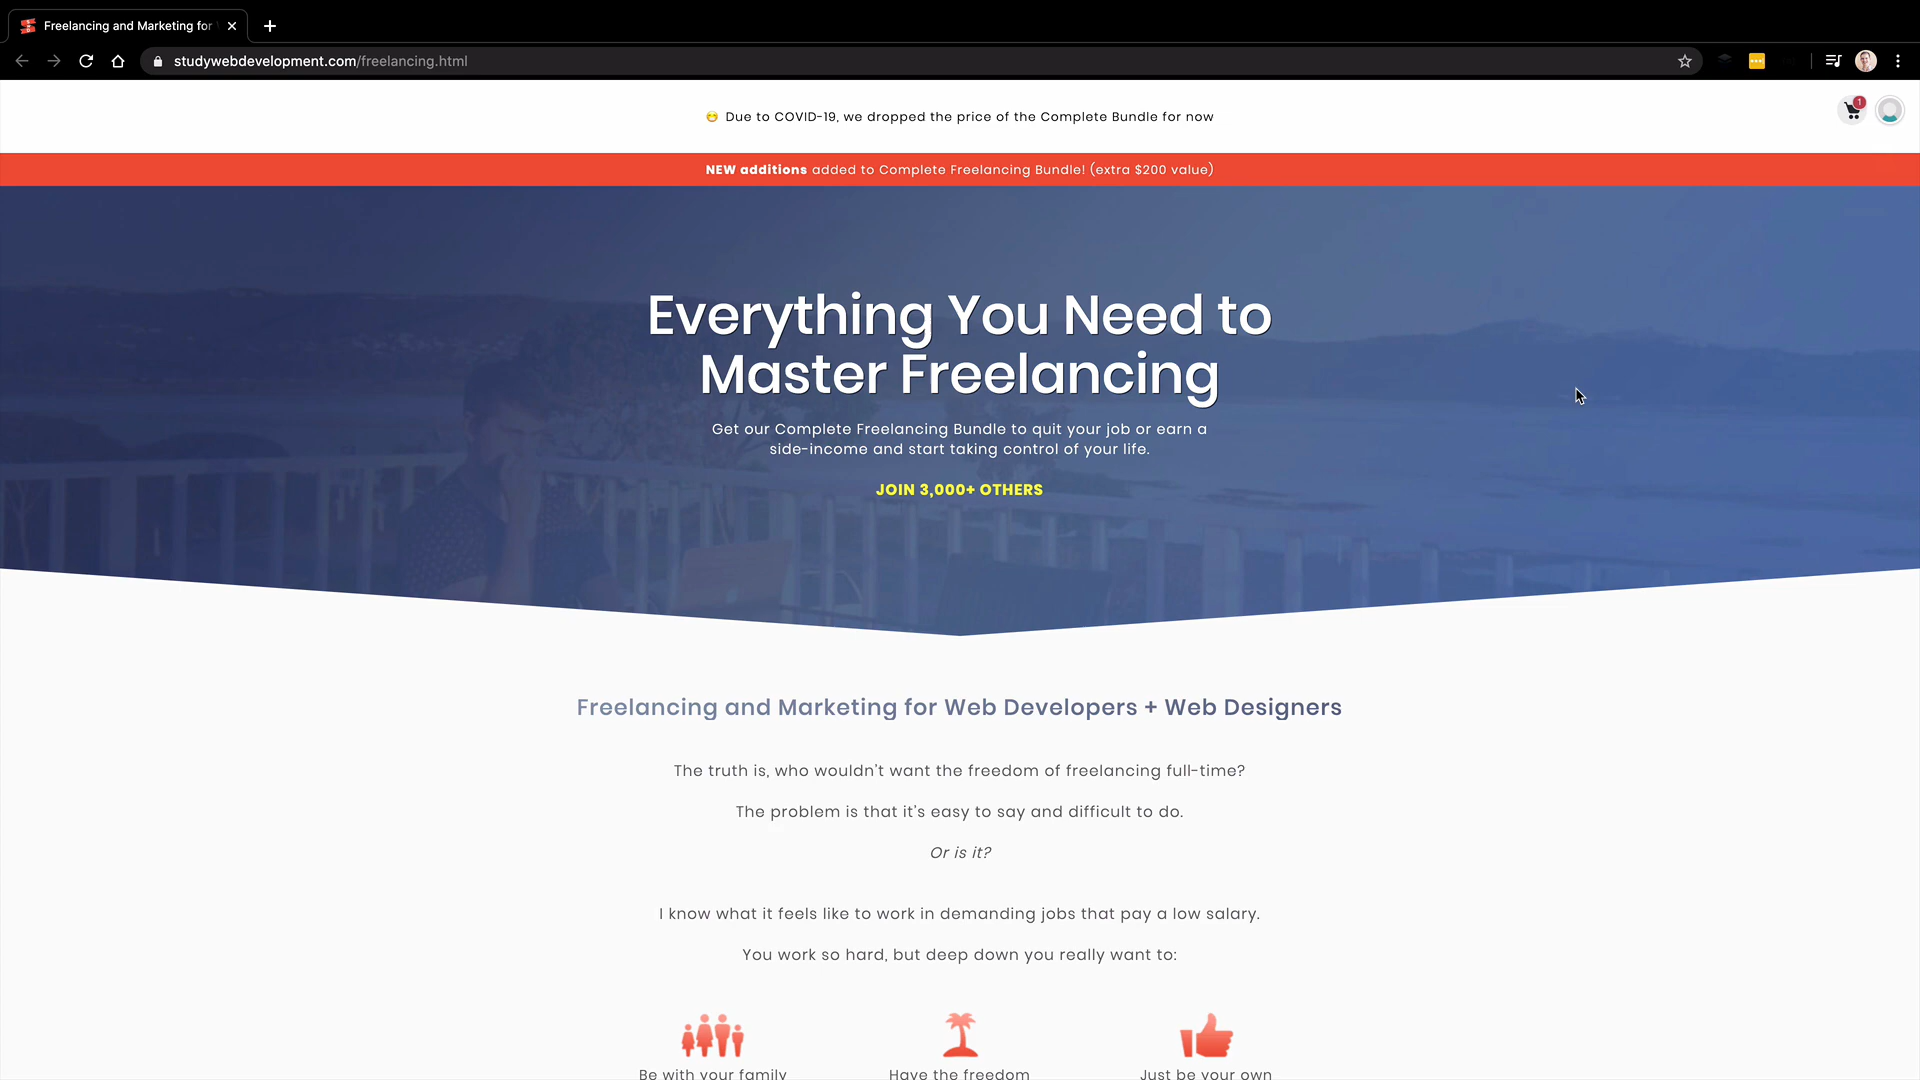 Freelancing and Marketing for
studywebdevelopment.com/freelancing.html
Due to COVID-19, we dropped the price of the Complete Bundle for now
1
NEW additions added to Complete Freelancing Bundle! (extra $200 value)
Everything You Need to
Master Freelancing
Get our Complete Freelancing Bundle to quit your job or earn a
side-income and start taking control of your life.
JOIN 3,000+ OTHERS
Freelancing and Marketing for Web Developers + Web Designers
The truth is, who wouldn't want the freedom of freelancing full-time?
The problem is that it's easy to say and difficult to do.
Or is it?
I know what it feels like to work in demanding jobs that pay a low salary.
You work so hard, but deep down you really want to:
Be with your family
Have the freedom
Just be your own